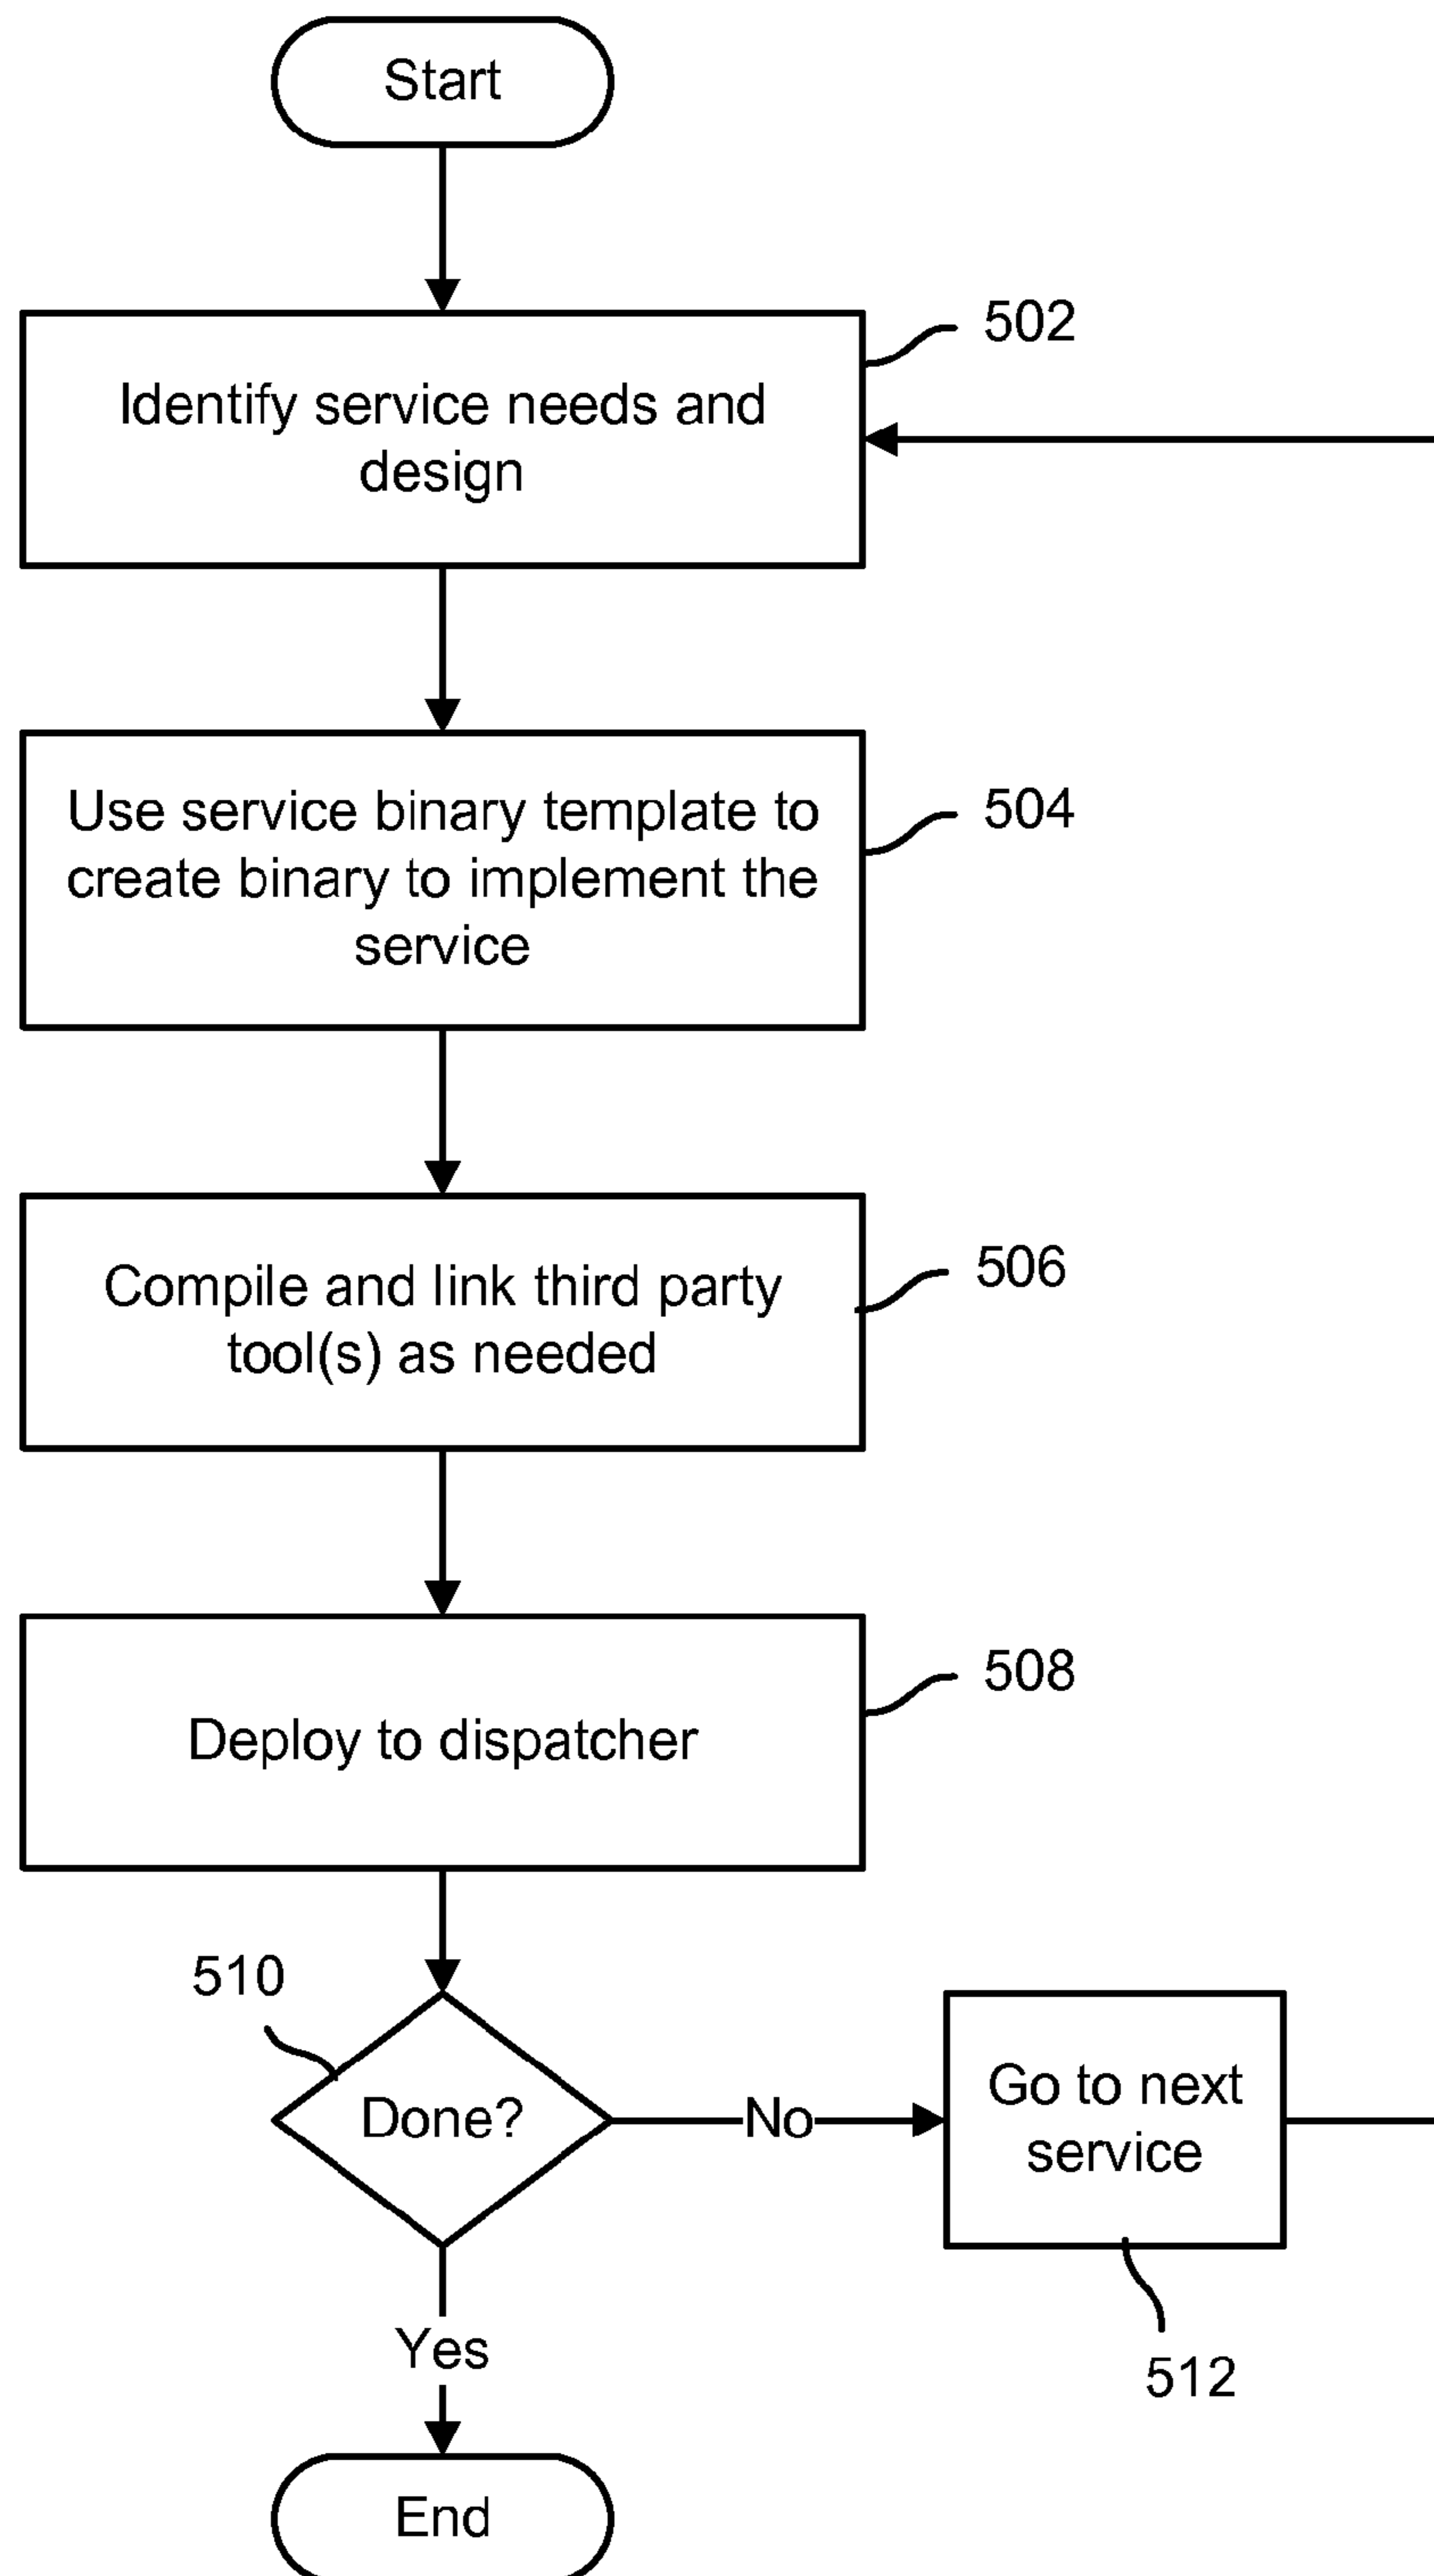 Start
502
Identify service needs and
design
504
Use service binary template to
create binary to implement the
service
506
Compile and link third party
tool(s) as needed
508
Deploy to dispatcher
510
Done?
No
Go to next
service
Yes
512
End